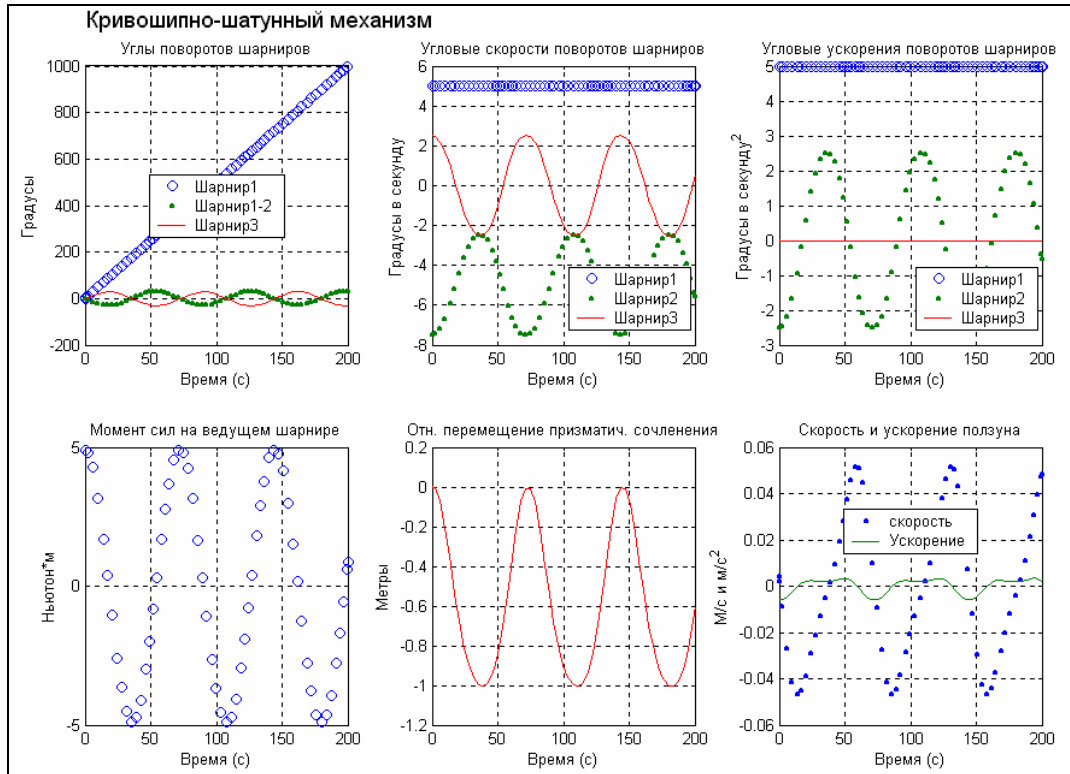 Кривошипно-шатунный механизм
Углы поворотов шарниров
1000
800
600
400
200
0
-200
Градусы
Шарнир1
Шарнир1-2
Шарнир3
0 50 100 150 200
Время (с)
Угловые скорости поворотов шарниров
6
4
2
0
-2
-4
-6
-8
Градусы в секунду
Шарнир1
Шарнир2
Шарнир3
0 50 100 150 200
Время (с)
Угловые ускорения поворотов шарниров
5
4
3
2
1
0
-1
-2
-3
Градусы в секунду²
Шарнир1
Шарнир2
Шарнир3
0 50 100 150 200
Время (с)
Момент сил на ведущем шарнире
5
0
-5
Ньютон*м
0 50 100 150 200
Время (с)
Отн. перемещение призматич. сочленения
0.2
0
-0.2
-0.4
-0.6
-0.8
-1
-1.2
Метры
0 50 100 150 200
Время (с)
Скорость и ускорение ползуна
0.06
0.04
0.02
0
-0.02
-0.04
-0.06
М/с и м/с²
скорость
Ускорение
0 50 100 150 200
Время (с)